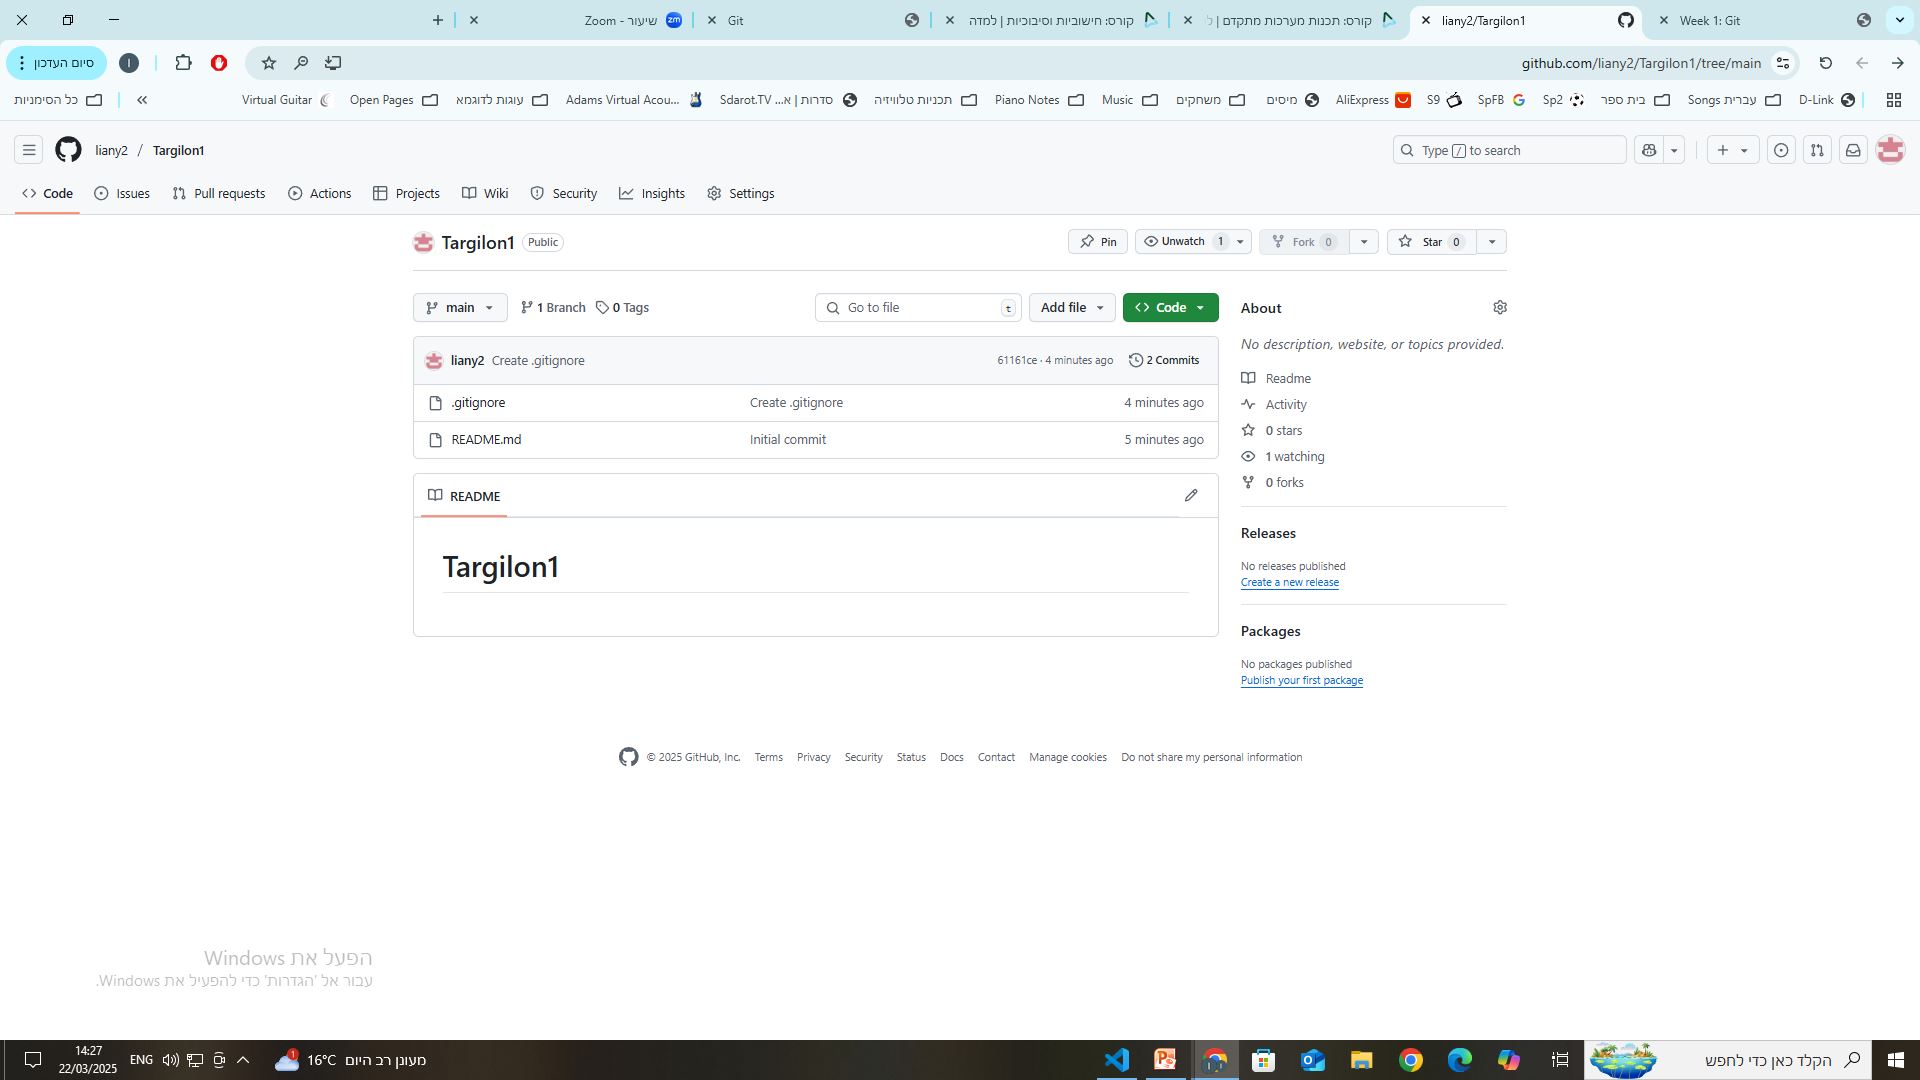 Zoom - שיעור
Git
קורס: חישוביות וסיבוכיות | למדה
קורס: תכנות מערכות מתקדם | ל
liany2/Targilon1
Week 1: Git
סיום העדכון
I
github.com/liany2/Targilon1/tree/main
כל הסימניות
Virtual Guitar
Open Pages
עוגות לדוגמא
Adams Virtual Acou...
Sdarot.TV סדרות | א...
תכניות טלוויזיה
Piano Notes
Music
משחקים
מיסים
AliExpress
S9
SpFB
Sp2
בית ספר
Songs עברית
D-Link
liany2 / Targilon1
Type / to search
Code
Issues
Pull requests
Actions
Projects
Wiki
Security
Insights
Settings
Targilon1 Public
Pin
Unwatch 1
Fork 0
Star 0
main
1 Branch
0 Tags
Go to file t
Add file
Code
liany2 Create .gitignore 61161ce · 4 minutes ago 2 Commits
.gitignore Create .gitignore 4 minutes ago
README.md Initial commit 5 minutes ago
README
Targilon1
About
No description, website, or topics provided.
Readme
Activity
0 stars
1 watching
0 forks
Releases
No releases published
Create a new release
Packages
No packages published
Publish your first package
© 2025 GitHub, Inc. Terms Privacy Security Status Docs Contact Manage cookies Do not share my personal information
הפעל את Windows
עבור אל 'הגדרות' כדי להפעיל את Windows.
14:27
22/03/2025
ENG
1
16°C מעונן רב היום
הקלד כאן כדי לחפש